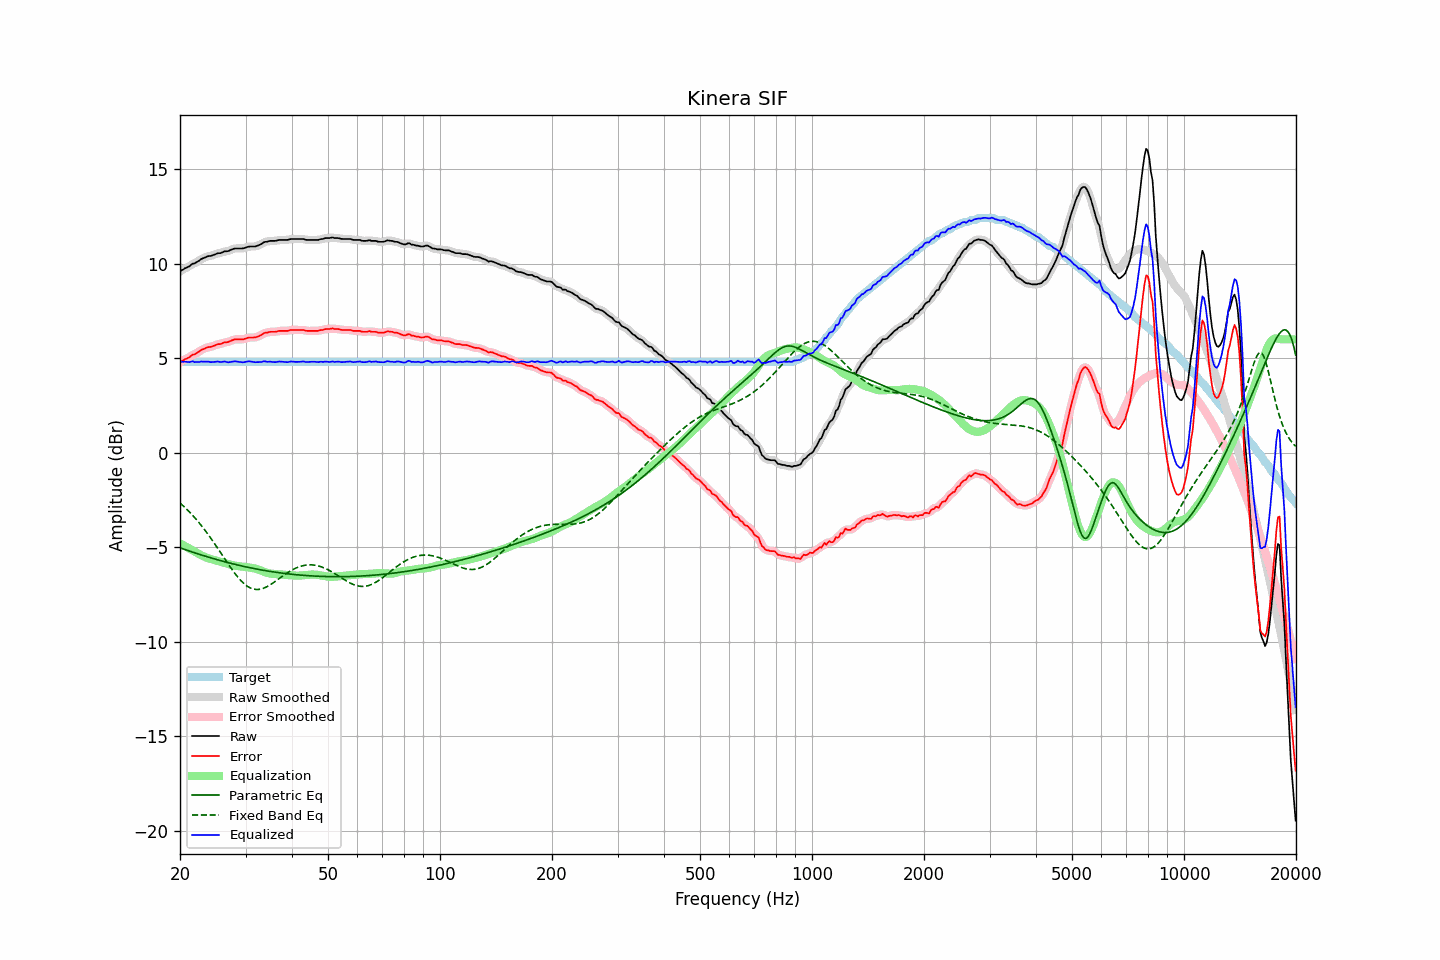 Kinera SIF
Amplitude (dBr)
15
10
5
0
−5
−10
−15
−20
Target
Raw Smoothed
Error Smoothed
Raw
Error
Equalization
Parametric Eq
Fixed Band Eq
Equalized
20 50 100 200 500 1000 2000 5000 10000 20000
Frequency (Hz)